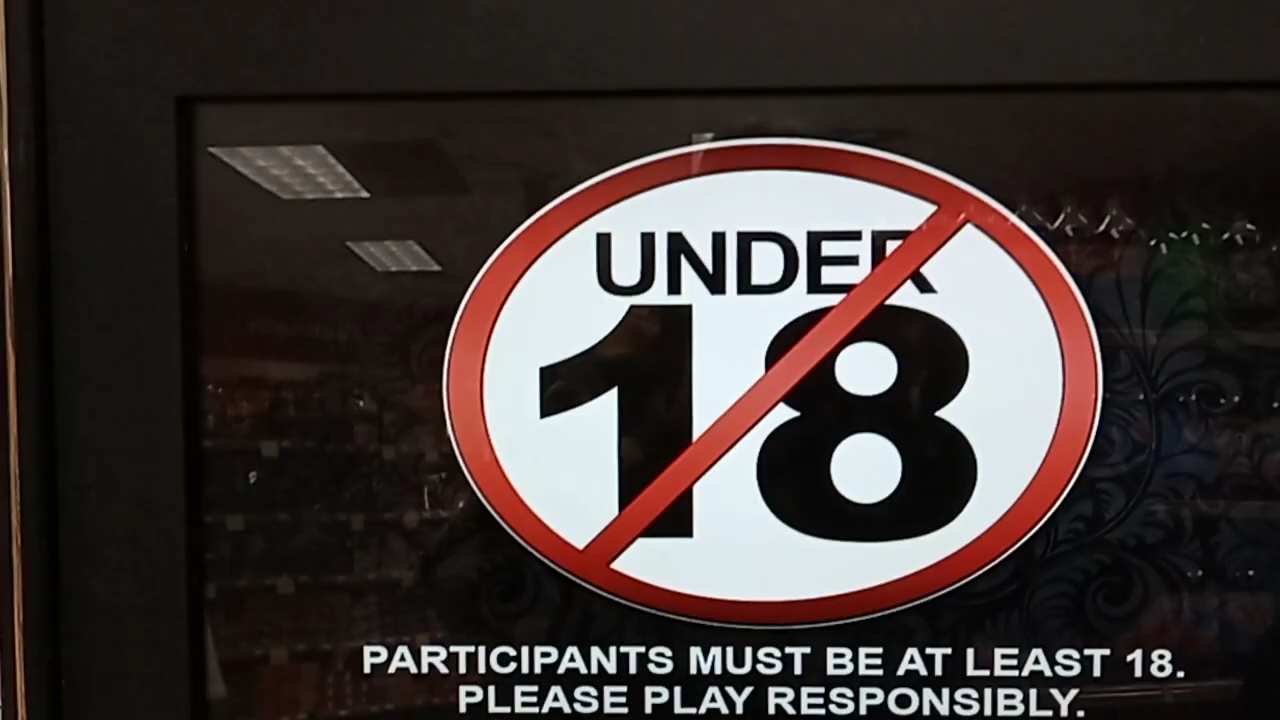 UNDER
18
PARTICIPANTS MUST BE AT LEAST 18.
PLEASE PLAY RESPONSIBLY.